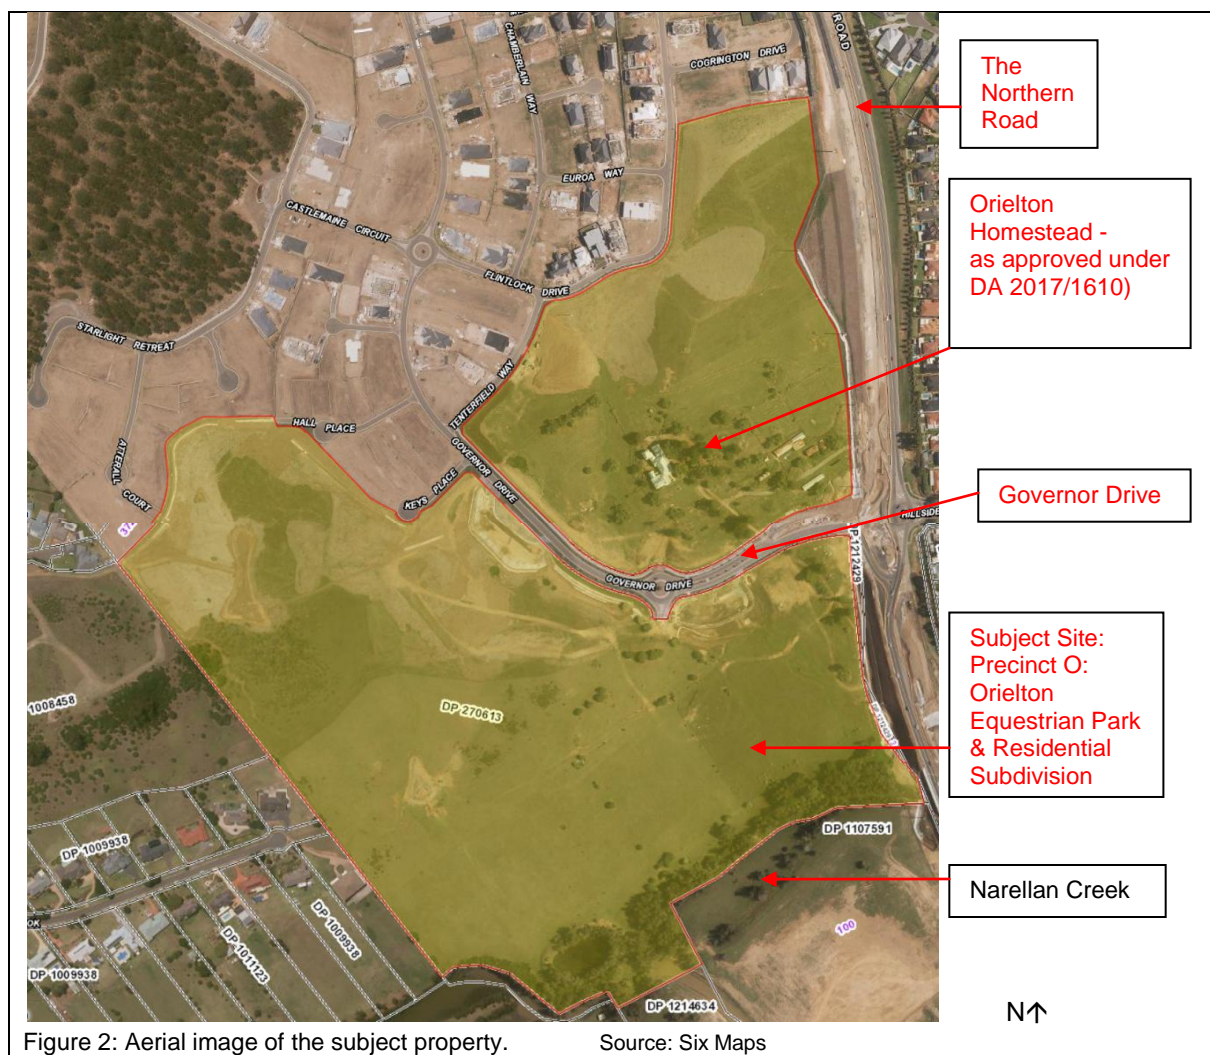 ROAD
COGRINGTON DRIVE
CHAMBERLAIN WAY
EUROA WAY
CASTLEMAINE CIRCUIT
FLINTLOCK DRIVE
STARLIGHT RETREAT
TENTERFIELD WAY
HALL PLACE
GOVERNOR DRIVE
KEYS PLACE
ATTERALL COURT
HILLSIDE
P 1212429
GOVERNOR DRIVE
1008458
DP 270613
DP 1107591
DP 1009938
DP 1009938
DP 1011123
DP 1009938
OK
100
DP 1214634
The
Northern
Road
Orielton
Homestead -
as approved under
DA 2017/1610)
Governor Drive
Subject Site:
Precinct O:
Orielton
Equestrian Park
& Residential
Subdivision
Narellan Creek
N↑
Figure 2: Aerial image of the subject property. Source: Six Maps